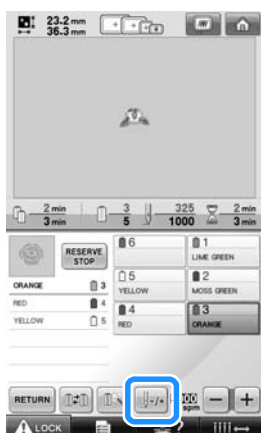 23.2 mm
36.3 mm
2 min
3 min
3
5
325
1000
2 min
3 min
RESERVE
STOP
ORANGE 3
RED 4
YELLOW 5
6
1
LIME GREEN
5
YELLOW
2
MOSS GREEN
4
RED
3
ORANGE
RETURN
-/+
spm
- +
LOCK
?